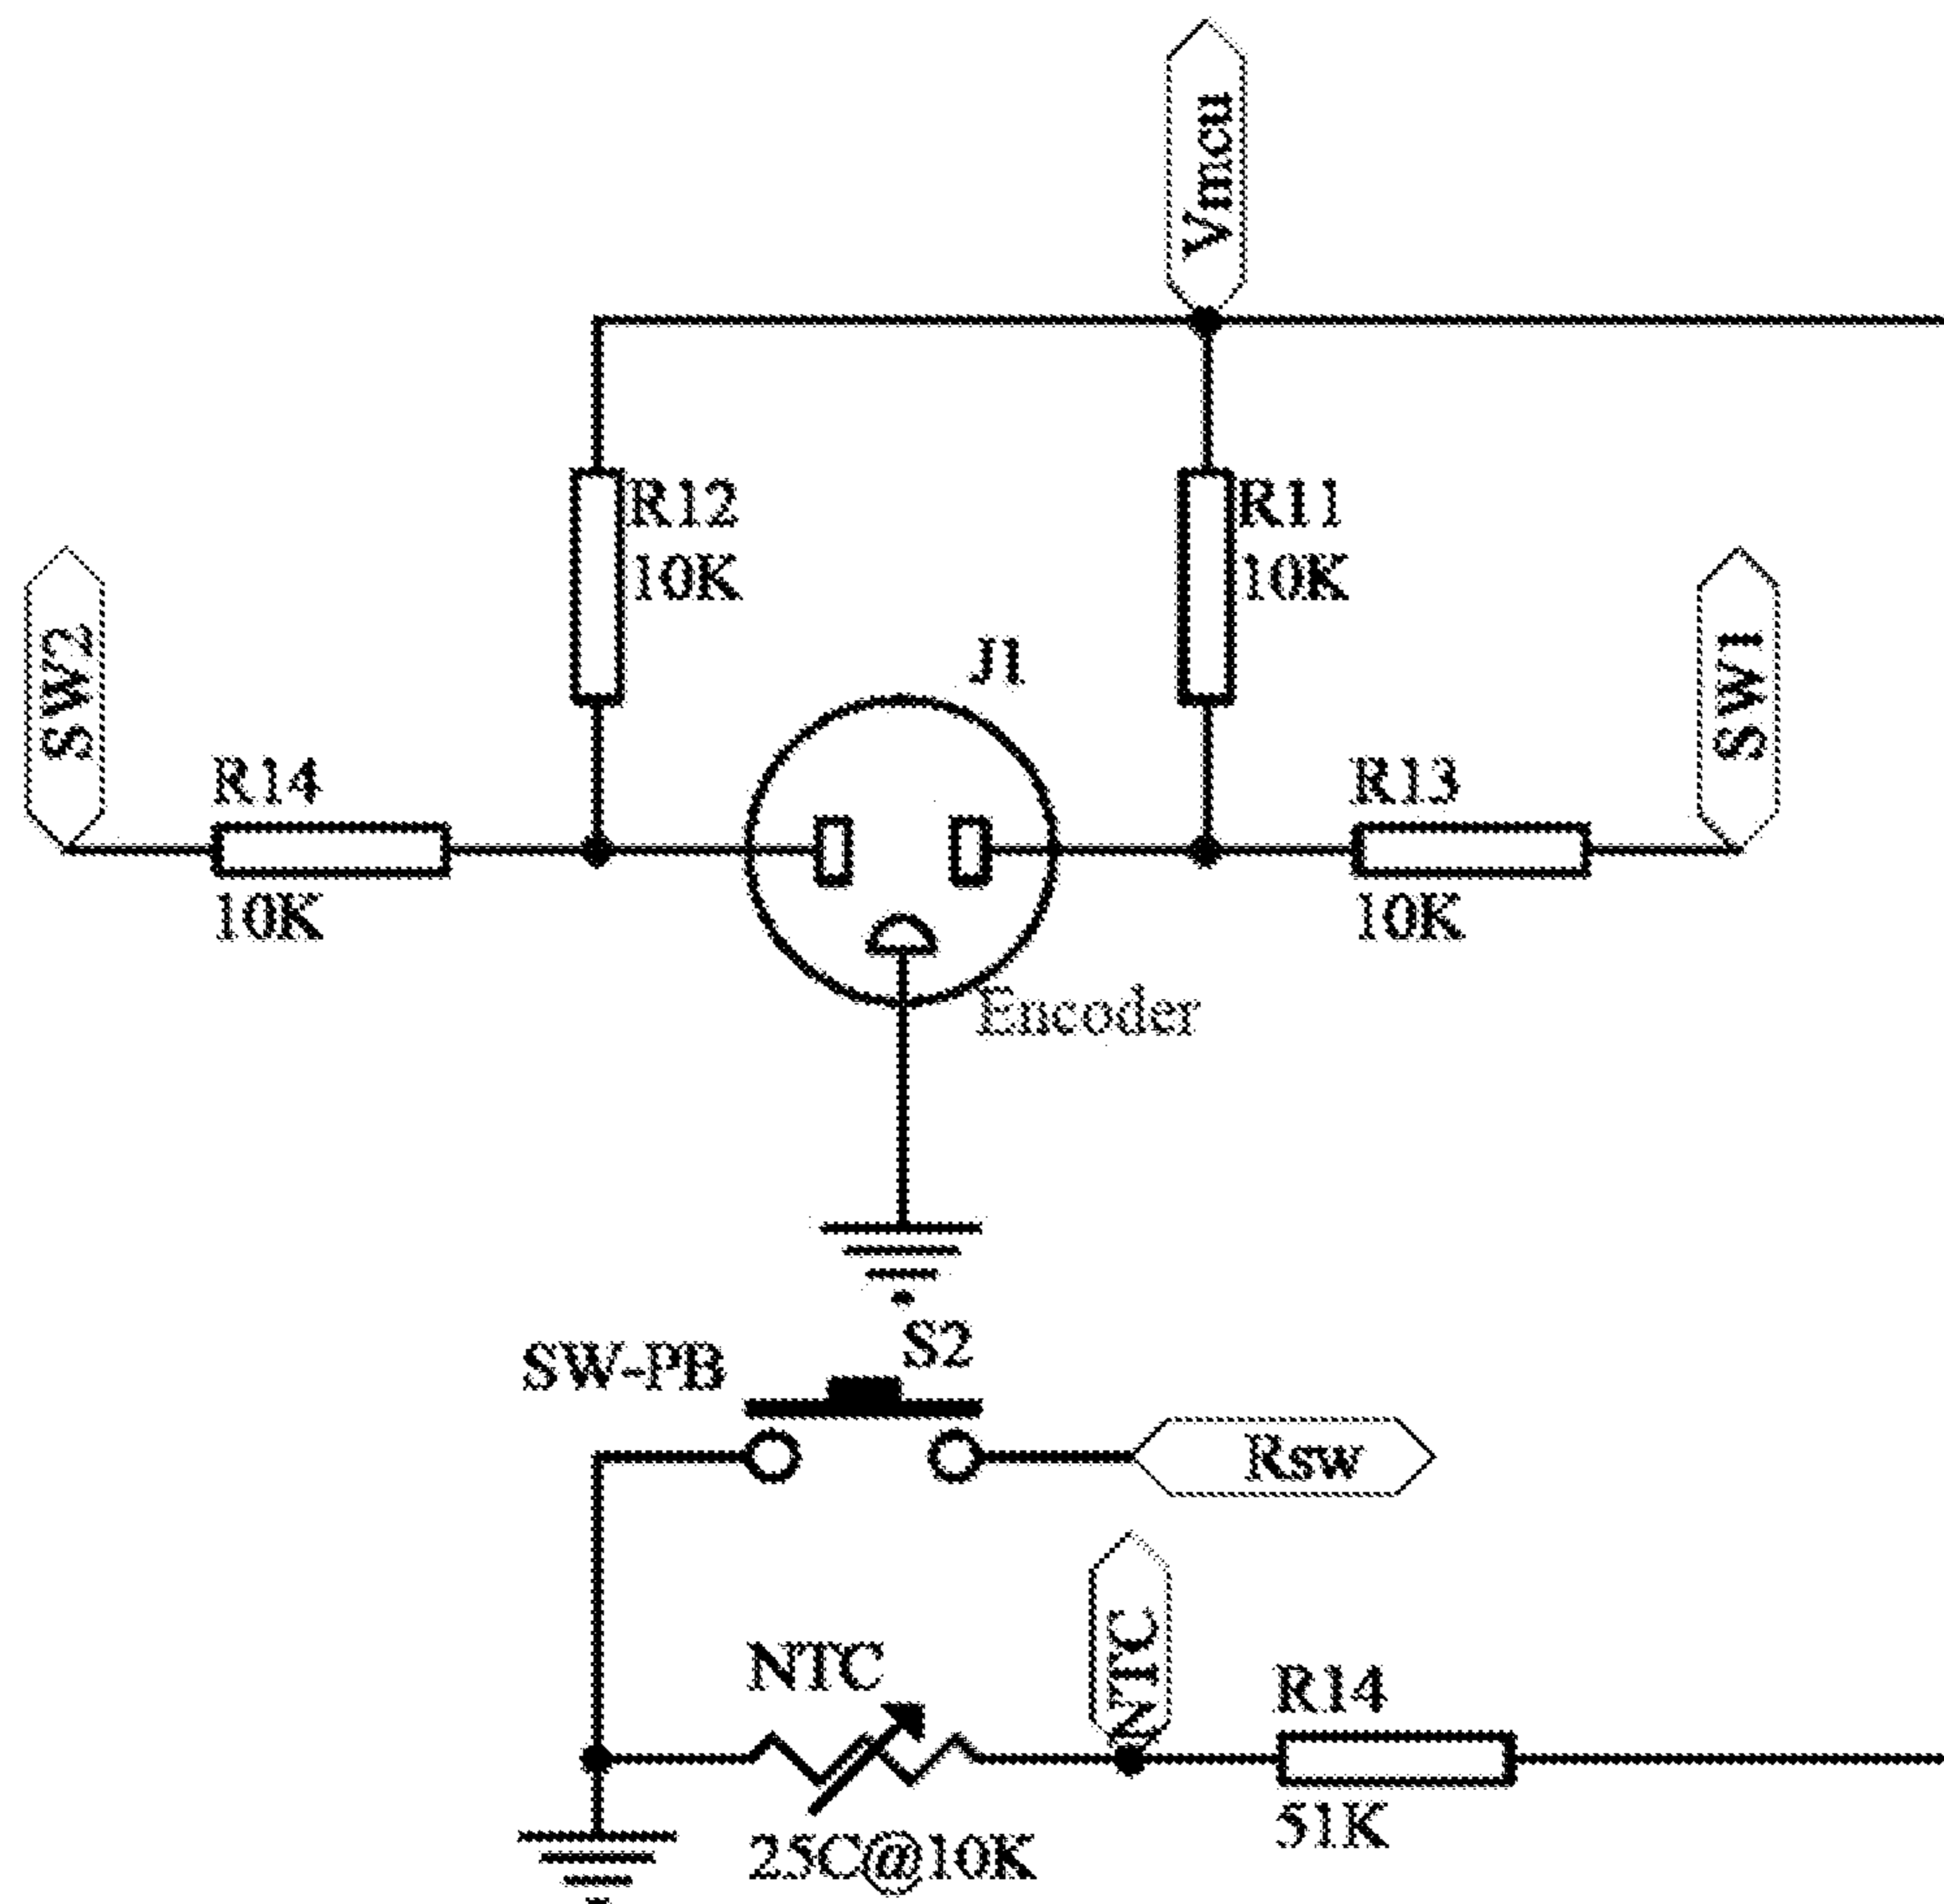 Vmcu
R12
10K
R11
10K
SW2
J1
SW1
R14
10K
R13
10K
Encoder
S2
SW-PB
Rsw
NTC
NTC
R14
51K
25C@10K